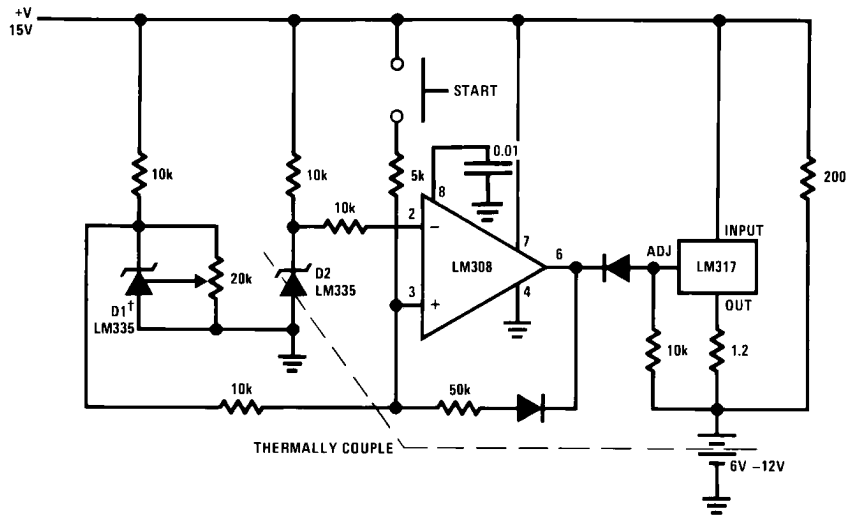 +V
15V
START
0.01
10k
10k
5k
8
200
10k
2
−
7
INPUT
20k
D2
LM335
LM308
6
ADJ
LM317
D1†
LM335
3
+
4
OUT
10k
1.2
10k
50k
THERMALLY COUPLE
6V –12V